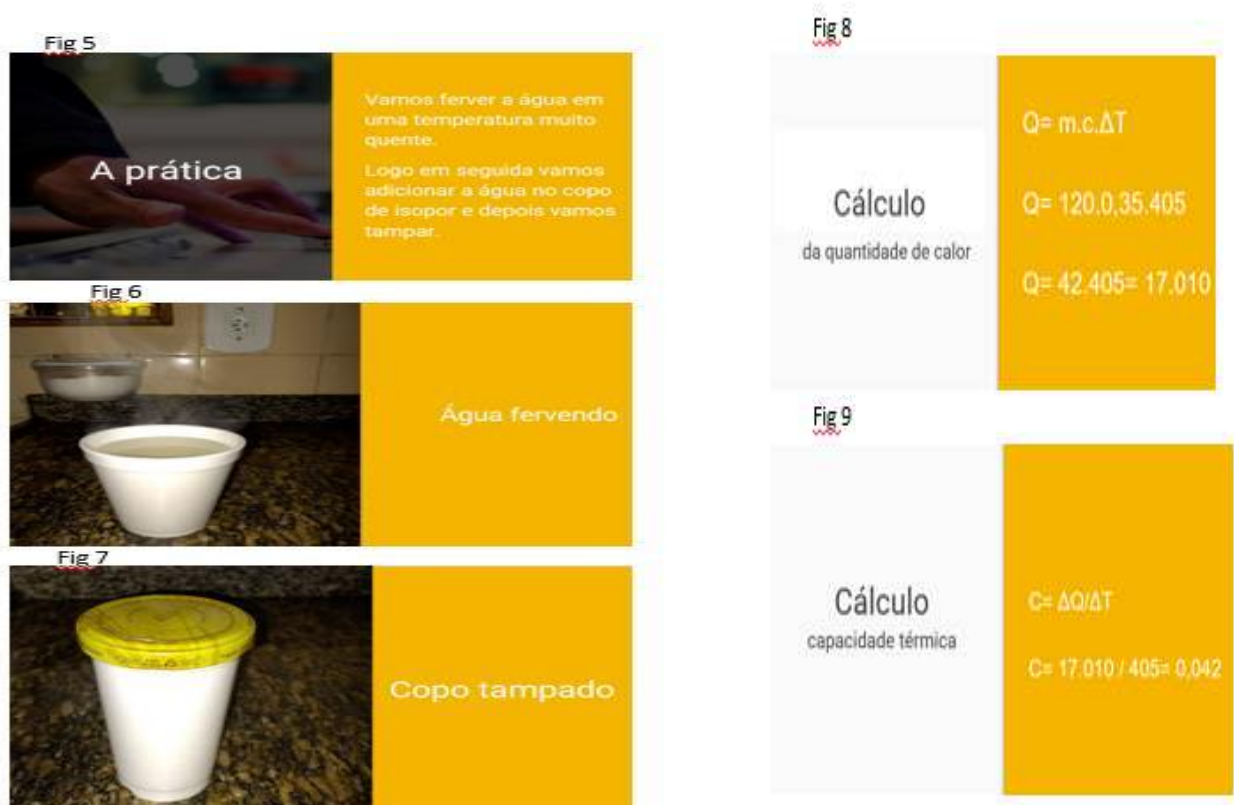 Fig 5
A prática
Vamos ferver a água em
uma temperatura muito
quente.
Logo em seguida vamos
adicionar a água no copo
de isopor e depois vamos
tampar.
Fig 6
Água fervendo
Fig 7
Copo tampado
Fig 8
Cálculo
da quantidade de calor
Q= m.c.ΔT
Q= 120.0,35.405
Q= 42.405= 17.010
Fig 9
Cálculo
capacidade térmica
C= ΔQ/ΔT
C= 17.010 / 405= 0,042